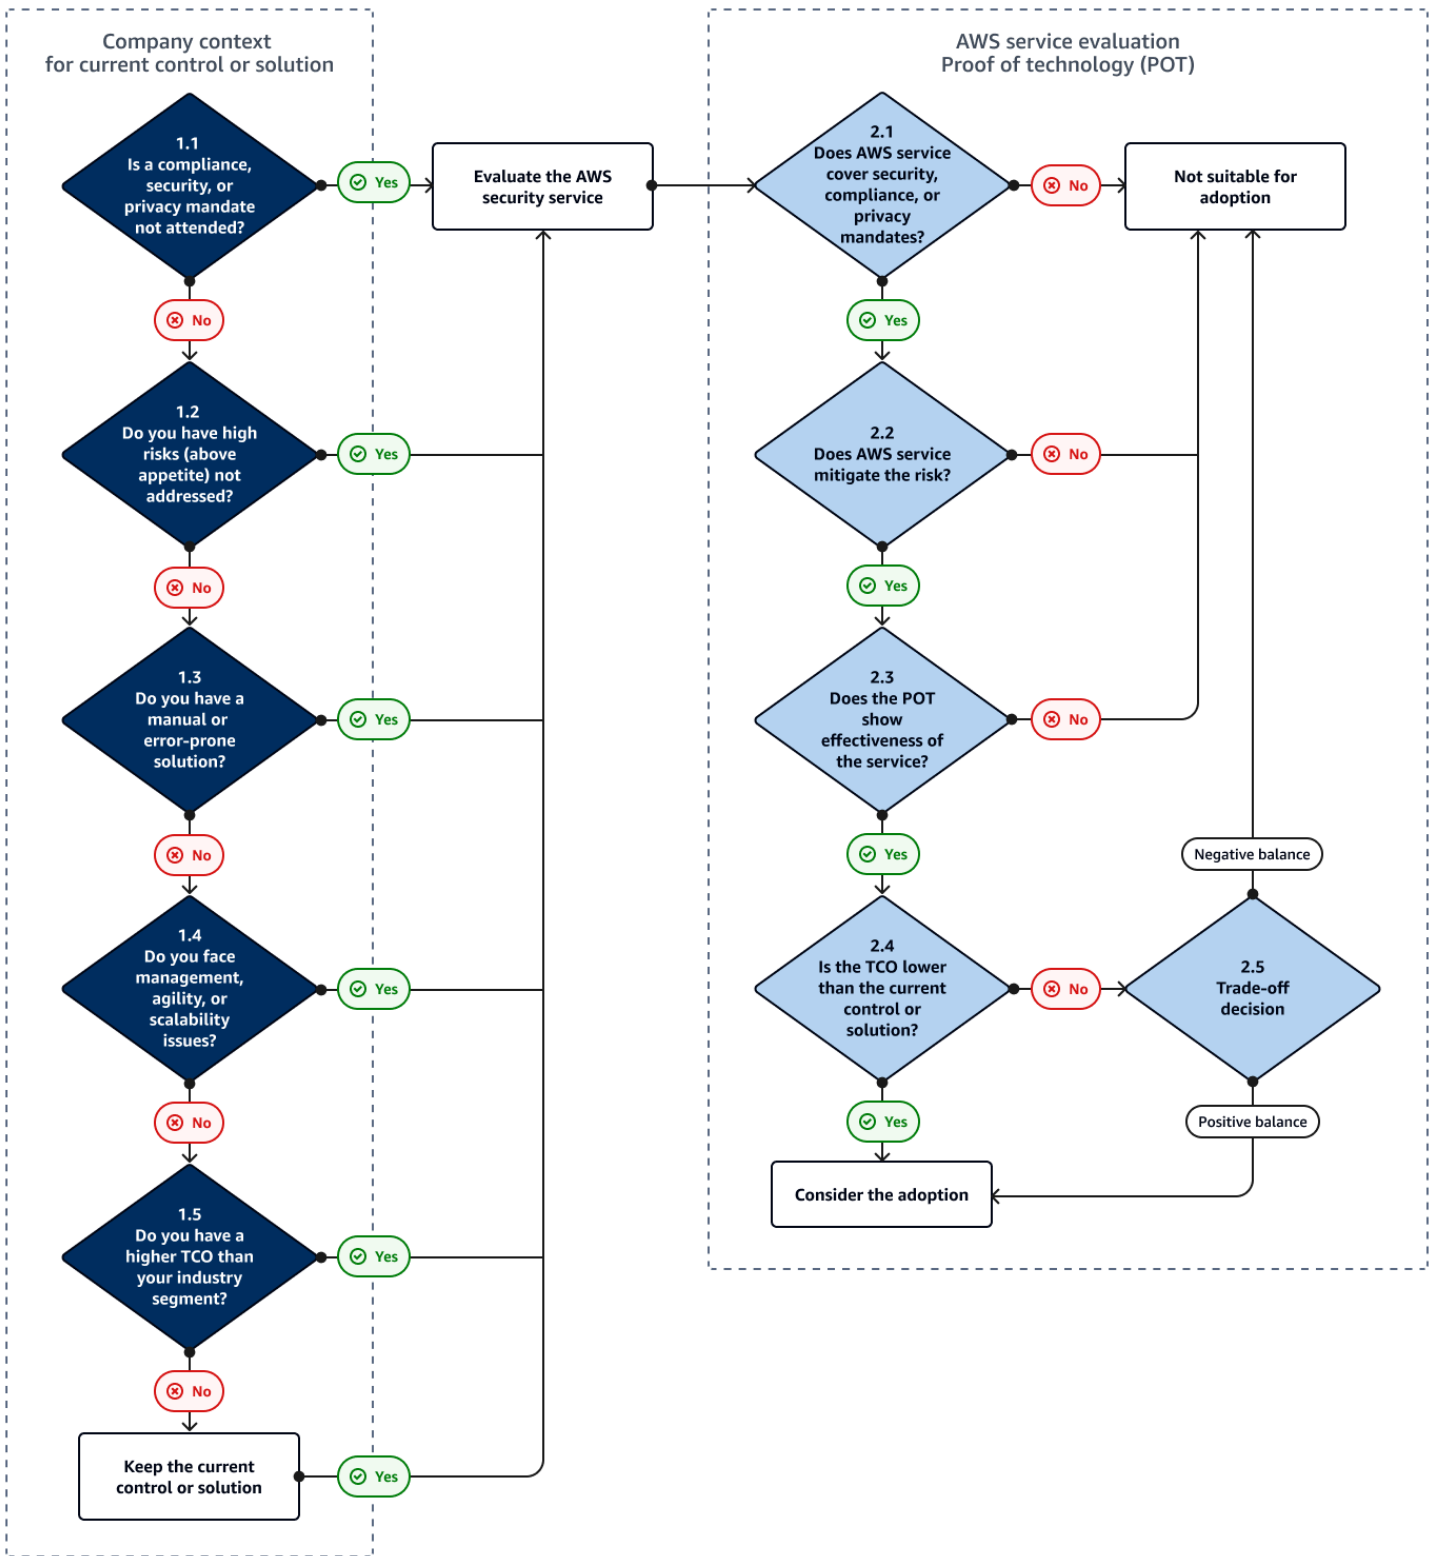 Company context
for current control or solution
1.1
Is a compliance,
security, or
privacy mandate
not attended?
Yes
No
1.2
Do you have high
risks (above
appetite) not
addressed?
Yes
No
1.3
Do you have a
manual or
error-prone
solution?
Yes
No
1.4
Do you face
management,
agility, or
scalability
issues?
Yes
No
1.5
Do you have a
higher TCO than
your industry
segment?
Yes
No
Keep the current
control or solution
Yes
Evaluate the AWS
security service
AWS service evaluation
Proof of technology (POT)
2.1
Does AWS service
cover security,
compliance, or
privacy
mandates?
No
Not suitable for
adoption
Yes
2.2
Does AWS service
mitigate the risk?
No
Yes
2.3
Does the POT
show
effectiveness of
the service?
No
Yes
Negative balance
2.4
Is the TCO lower
than the current
control or
solution?
No
2.5
Trade-off
decision
Yes
Positive balance
Consider the adoption